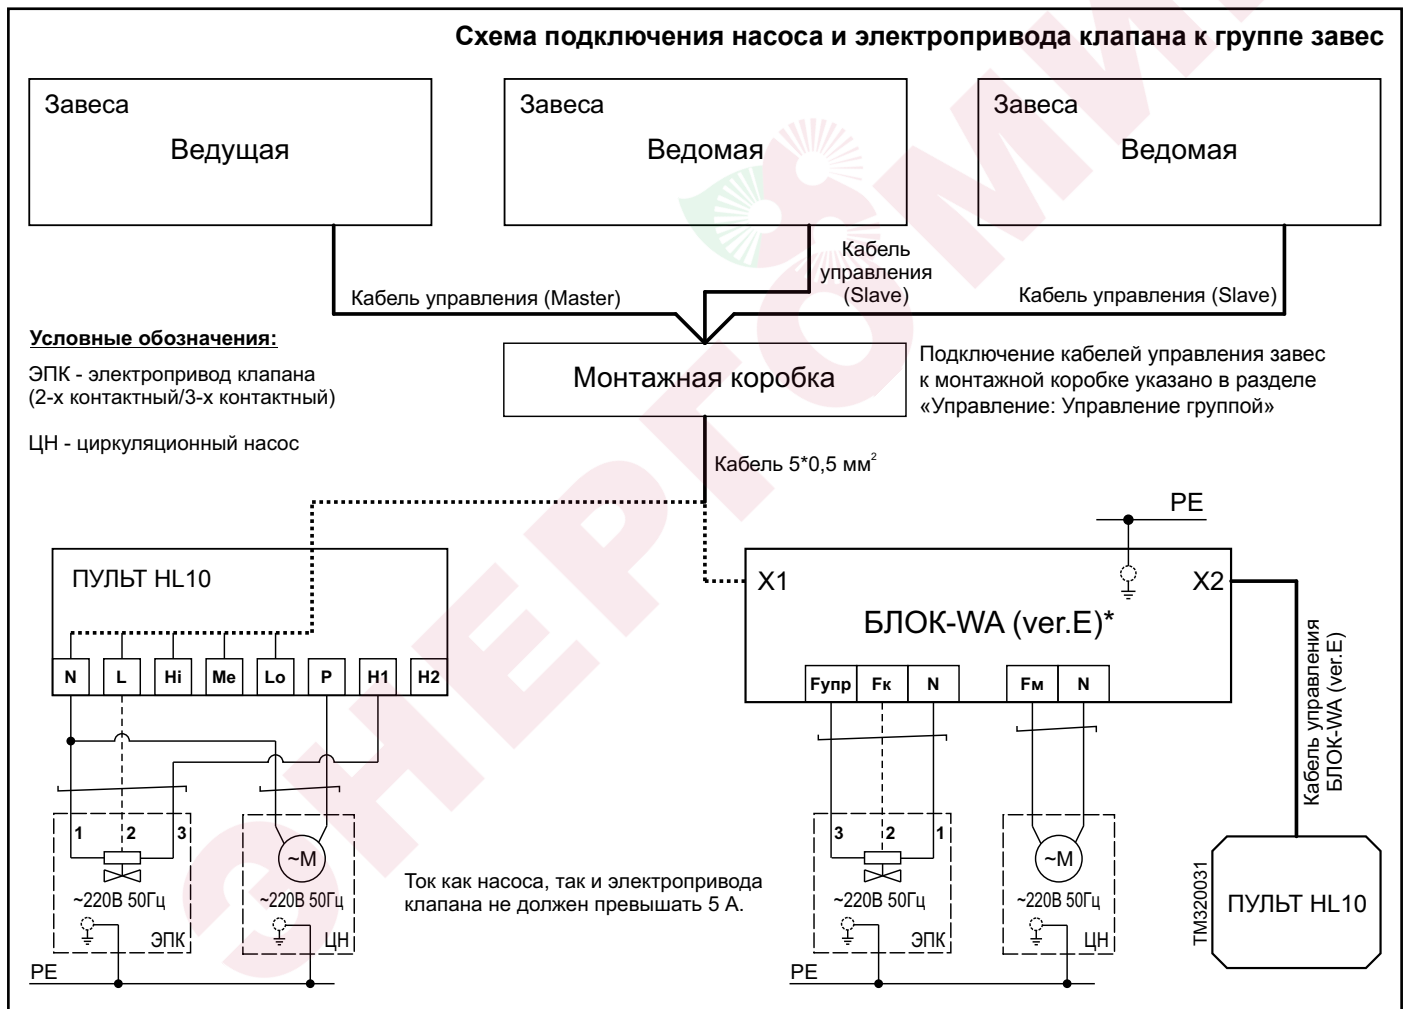 Схема подключения насоса и электропривода клапана к группе завес
Завеса
Ведущая
Завеса
Ведомая
Завеса
Ведомая
Кабель управления (Master)
Кабель
управления
(Slave)
Кабель управления (Slave)
Условные обозначения:
ЭПК - электропривод клапана
(2-х контактный/3-х контактный)
ЦН - циркуляционный насос
Монтажная коробка
Подключение кабелей управления завес
к монтажной коробке указано в разделе
«Управление: Управление группой»
Кабель 5*0,5 мм²
ПУЛЬТ HL10
N L Hi Me Lo P H1 H2
1 2 3
~220В 50Гц
ЭПК
~M
~220В 50Гц
ЦН
PE
Ток как насоса, так и электропривода
клапана не должен превышать 5 А.
PE
X1
X2
БЛОК-WA (ver.E)*
Fупр Fк N
Fм N
3 2 1
~220В 50Гц
ЭПК
~M
~220В 50Гц
ЦН
PE
Кабель управления
БЛОК-WA (ver.E)
TM320031
ПУЛЬТ HL10
ЭНЕРГОМИ